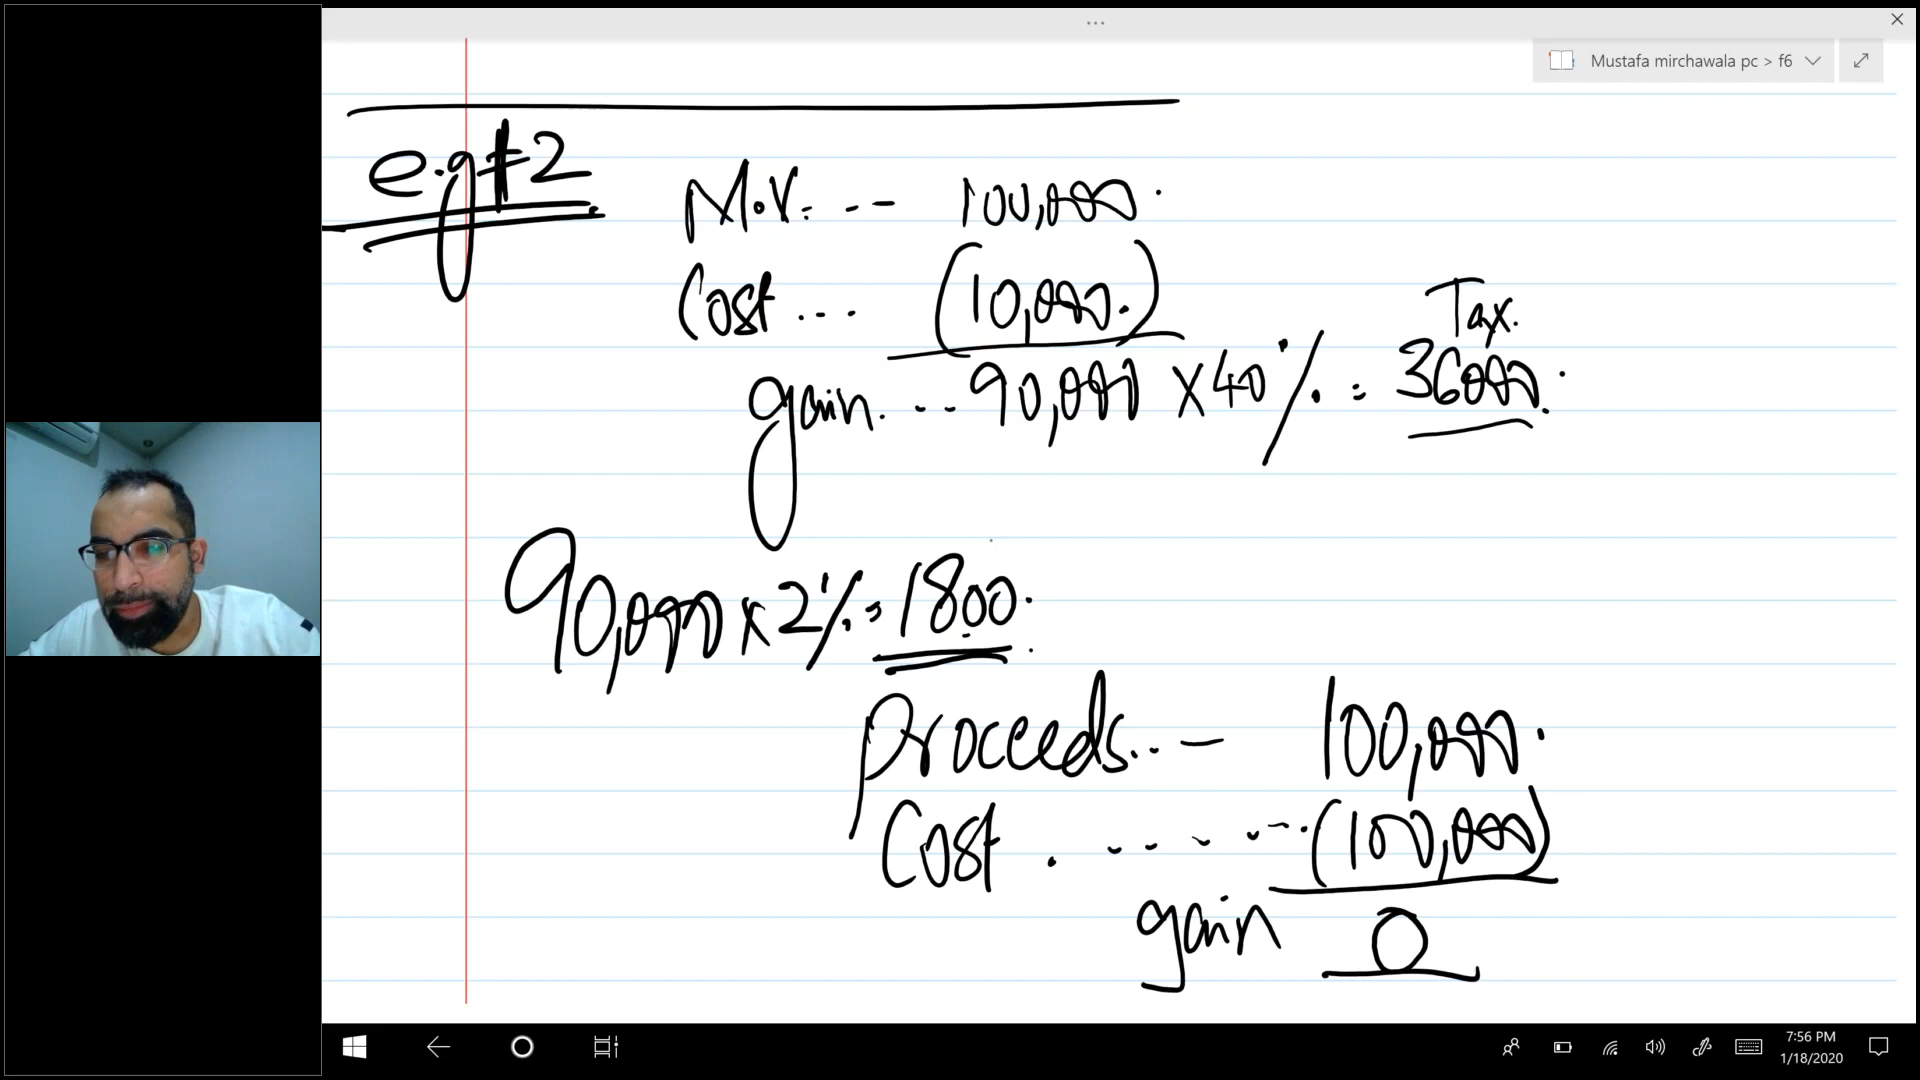 Mustafa mirchawala pc > f6
e.g #2
M.V. --- 100,000.
Cost ... (10,000.)
Tax.
gain. ... 90,000 x 40% = 36000.
90,000 x 2% = 1800.
Proceeds... - 100,000.
Cost ........ (100,000)
gain 0
7:56 PM
1/18/2020